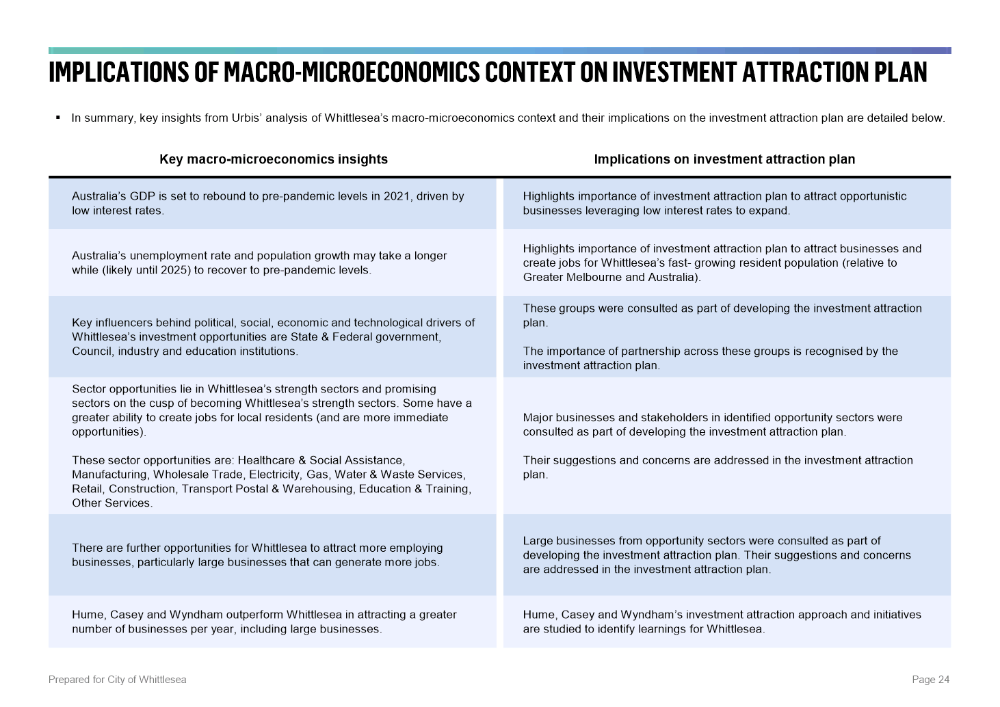 IMPLICATIONS OF MACRO-MICROECONOMICS CONTEXT ON INVESTMENT ATTRACTION PLAN
▪ In summary, key insights from Urbis’ analysis of Whittlesea’s macro-microeconomics context and their implications on the investment attraction plan are detailed below.
Key macro-microeconomics insights
Implications on investment attraction plan
Australia’s GDP is set to rebound to pre-pandemic levels in 2021, driven by
low interest rates.
Highlights importance of investment attraction plan to attract opportunistic
businesses leveraging low interest rates to expand.
Australia’s unemployment rate and population growth may take a longer
while (likely until 2025) to recover to pre-pandemic levels.
Highlights importance of investment attraction plan to attract businesses and
create jobs for Whittlesea’s fast- growing resident population (relative to
Greater Melbourne and Australia).
Key influencers behind political, social, economic and technological drivers of
Whittlesea’s investment opportunities are State & Federal government,
Council, industry and education institutions.
These groups were consulted as part of developing the investment attraction
plan.
The importance of partnership across these groups is recognised by the
investment attraction plan.
Sector opportunities lie in Whittlesea’s strength sectors and promising
sectors on the cusp of becoming Whittlesea’s strength sectors. Some have a
greater ability to create jobs for local residents (and are more immediate
opportunities).
These sector opportunities are: Healthcare & Social Assistance,
Manufacturing, Wholesale Trade, Electricity, Gas, Water & Waste Services,
Retail, Construction, Transport Postal & Warehousing, Education & Training,
Other Services.
Major businesses and stakeholders in identified opportunity sectors were
consulted as part of developing the investment attraction plan.
Their suggestions and concerns are addressed in the investment attraction
plan.
There are further opportunities for Whittlesea to attract more employing
businesses, particularly large businesses that can generate more jobs.
Large businesses from opportunity sectors were consulted as part of
developing the investment attraction plan. Their suggestions and concerns
are addressed in the investment attraction plan.
Hume, Casey and Wyndham outperform Whittlesea in attracting a greater
number of businesses per year, including large businesses.
Hume, Casey and Wyndham’s investment attraction approach and initiatives
are studied to identify learnings for Whittlesea.
Prepared for City of Whittlesea
Page 24